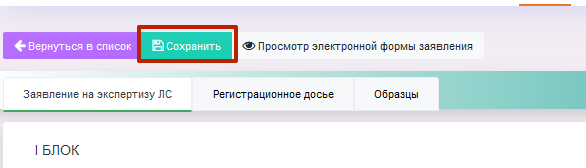 Вернуться в список Сохранить Просмотр электронной формы заявления
Заявление на экспертизу ЛС Регистрационное досье Образцы
I БЛОК